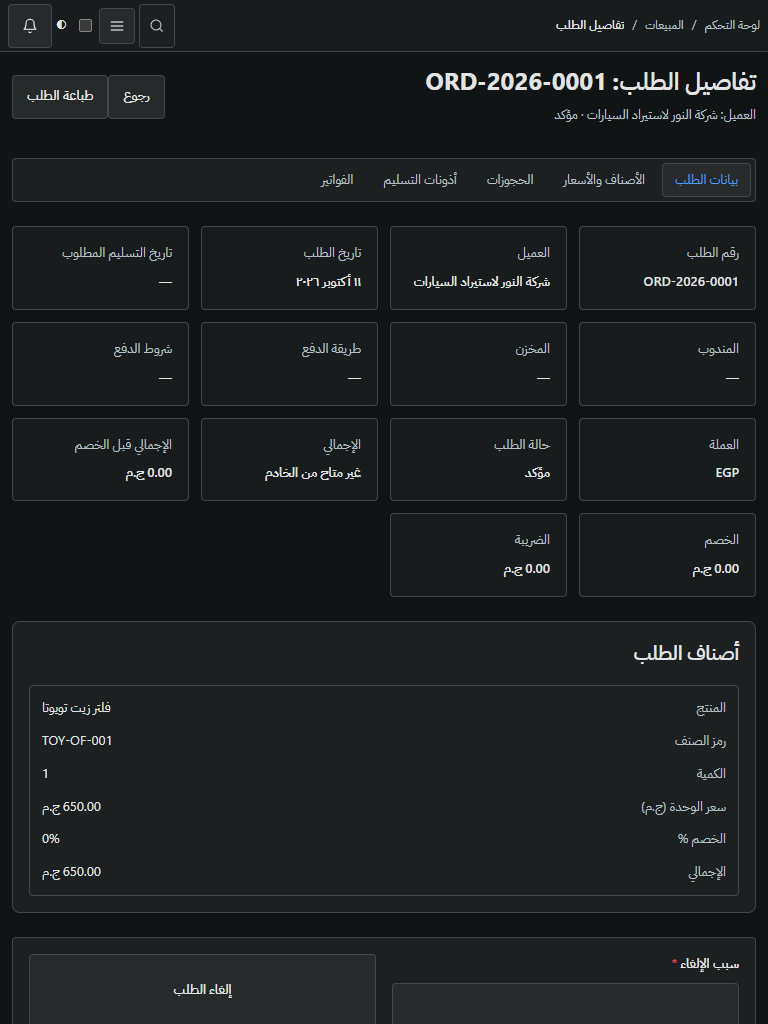 لوحة التحكم / المبيعات / تفاصيل الطلب
تفاصيل الطلب: ORD-2026-0001
العميل: شركة النور لاستيراد السيارات · مؤكد
رجوع
طباعة الطلب
بيانات الطلب
الأصناف والأسعار
الحجوزات
أذونات التسليم
الفواتير
رقم الطلب
ORD-2026-0001
العميل
شركة النور لاستيراد السيارات
تاريخ الطلب
١١ أكتوبر ٢٠٢٦
تاريخ التسليم المطلوب
—
المندوب
—
المخزن
—
طريقة الدفع
—
شروط الدفع
—
العملة
EGP
حالة الطلب
مؤكد
الإجمالي
غير متاح من الخادم
الإجمالي قبل الخصم
0.00 ج.م
الخصم
0.00 ج.م
الضريبة
0.00 ج.م
أصناف الطلب
المنتج فلتر زيت تويوتا
رمز الصنف TOY-OF-001
الكمية 1
سعر الوحدة (ج.م) 650.00 ج.م
الخصم % 0%
الإجمالي 650.00 ج.م
سبب الإلغاء *
إلغاء الطلب